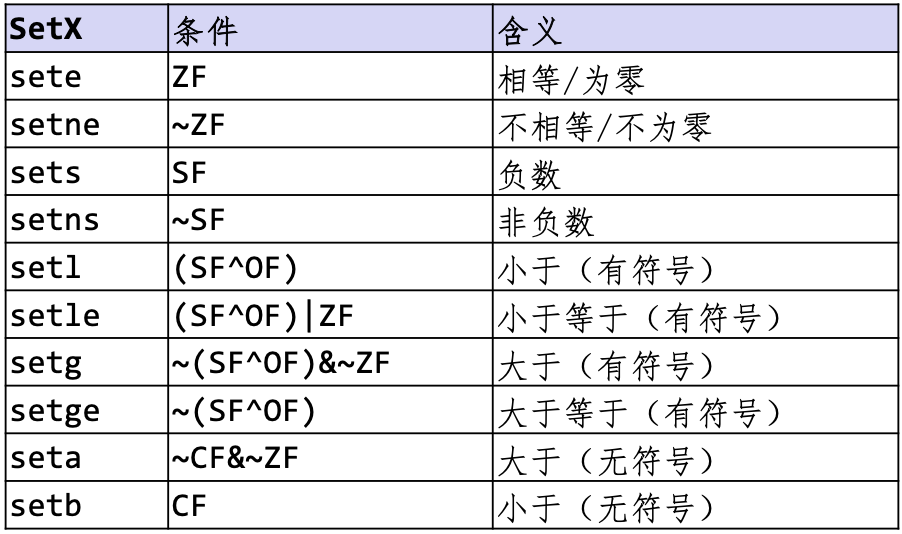 SetX 条件 含义
sete ZF 相等/为零
setne ~ZF 不相等/不为零
sets SF 负数
setns ~SF 非负数
setl (SF^OF) 小于（有符号）
setle (SF^OF)|ZF 小于等于（有符号）
setg ~(SF^OF)&~ZF 大于（有符号）
setge ~(SF^OF) 大于等于（有符号）
seta ~CF&~ZF 大于（无符号）
setb CF 小于（无符号）